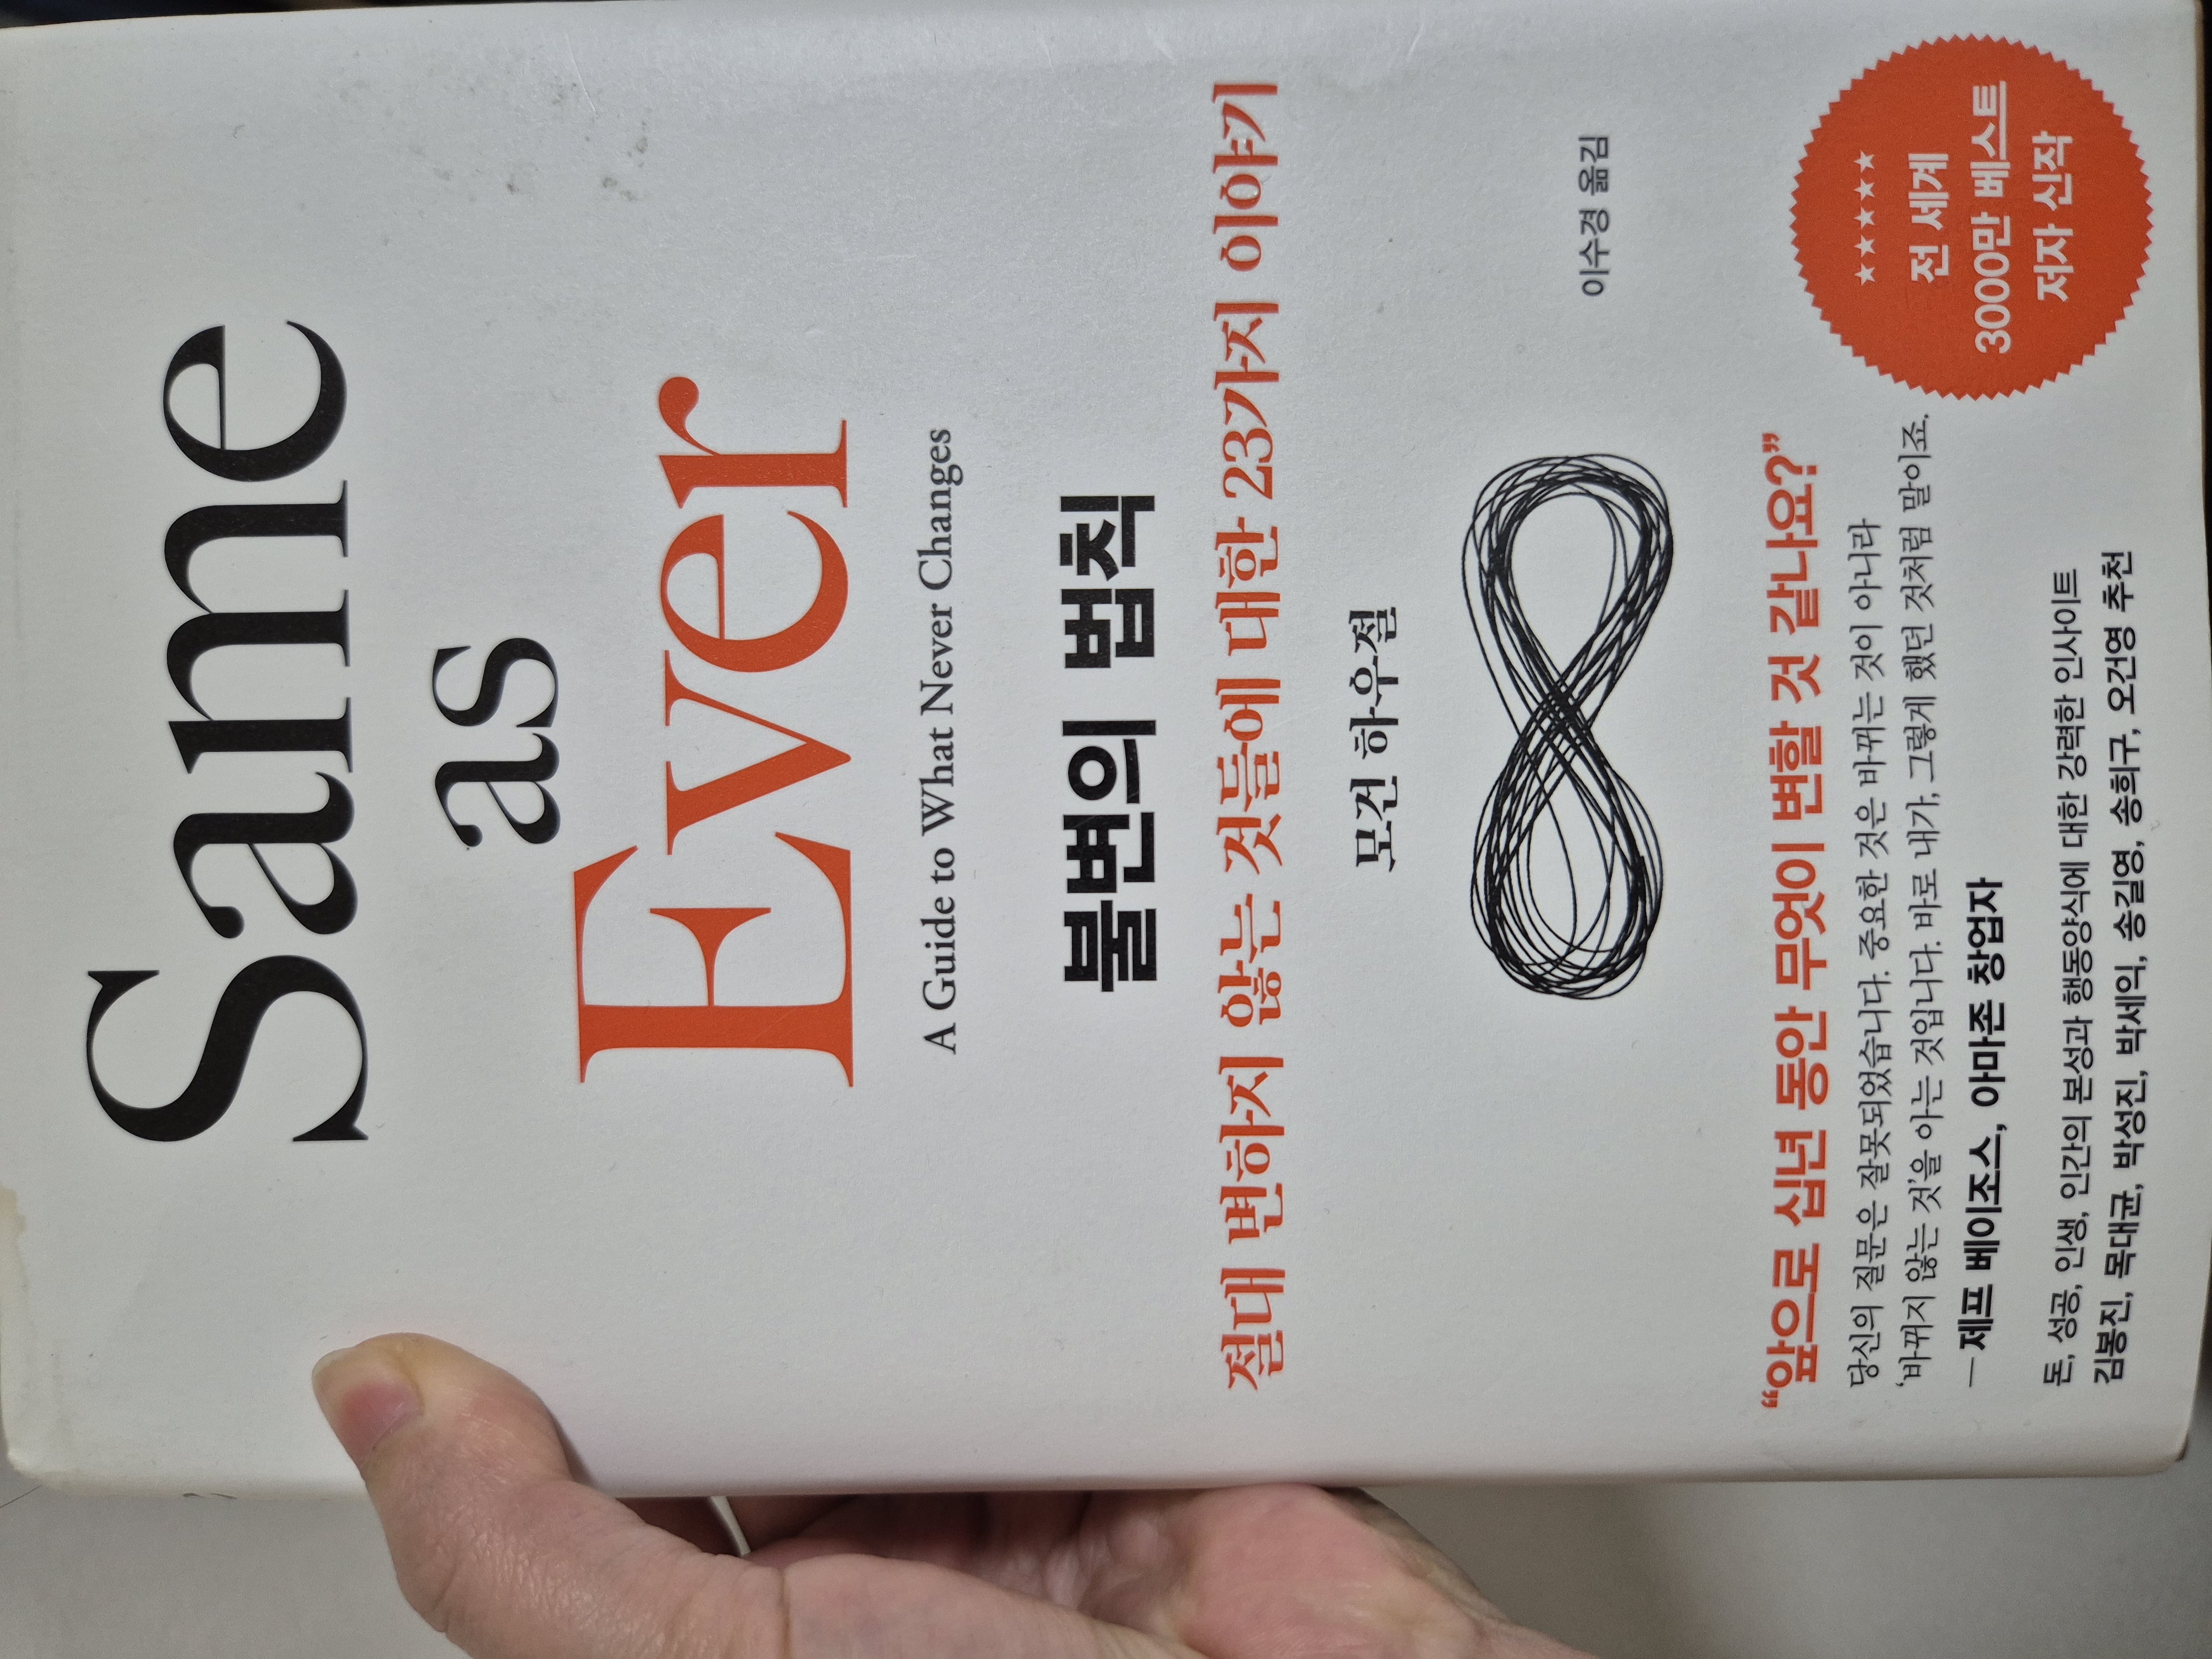 Same
as
Ever
A Guide to What Never Changes
불변의 법칙
절대 변하지 않는 것들에 대한 23가지 이야기
모건 하우절
이수경 옮김
“앞으로 십년 동안 무엇이 변할 것 같나요?”
당신의 질문은 잘못되었습니다. 중요한 것은 바뀌는 것이 아니라
‘바뀌지 않는 것’을 아는 것입니다. 바로 내가, 그렇게 했던 것처럼 말이죠.
— 제프 베이조스, 아마존 창업자
돈, 성공, 인생, 인간의 본성과 행동양식에 대한 강력한 인사이트
김봉진, 목대균, 박성진, 박세익, 송길영, 송희구, 오건영 추천
★★★★★
전 세계
3000만 베스트
저자 신작